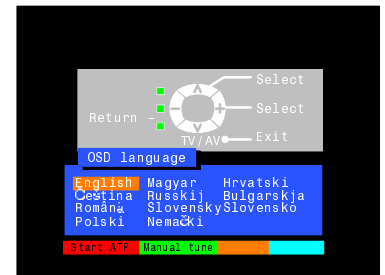 Select
Select
Return -
TV/AV
Exit
OSD language
English Magyar Hrvatski
Čeština Russkij Bulgarskja
Română Slovensky Slovensko
Polski Nemački
Start ATP Manual tune